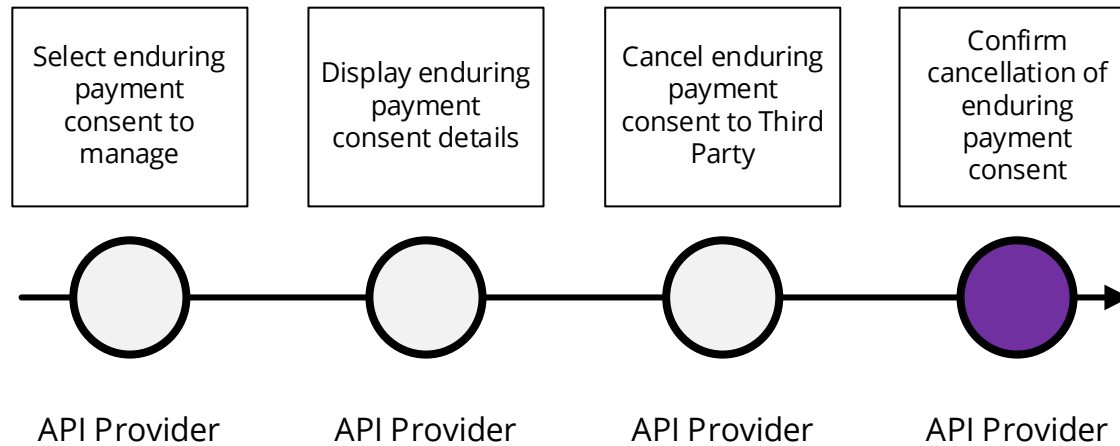 Select enduring
payment
consent to
manage
Display enduring
payment
consent details
Cancel enduring
payment
consent to Third
Party
Confirm
cancellation of
enduring
payment
consent
API Provider
API Provider
API Provider
API Provider